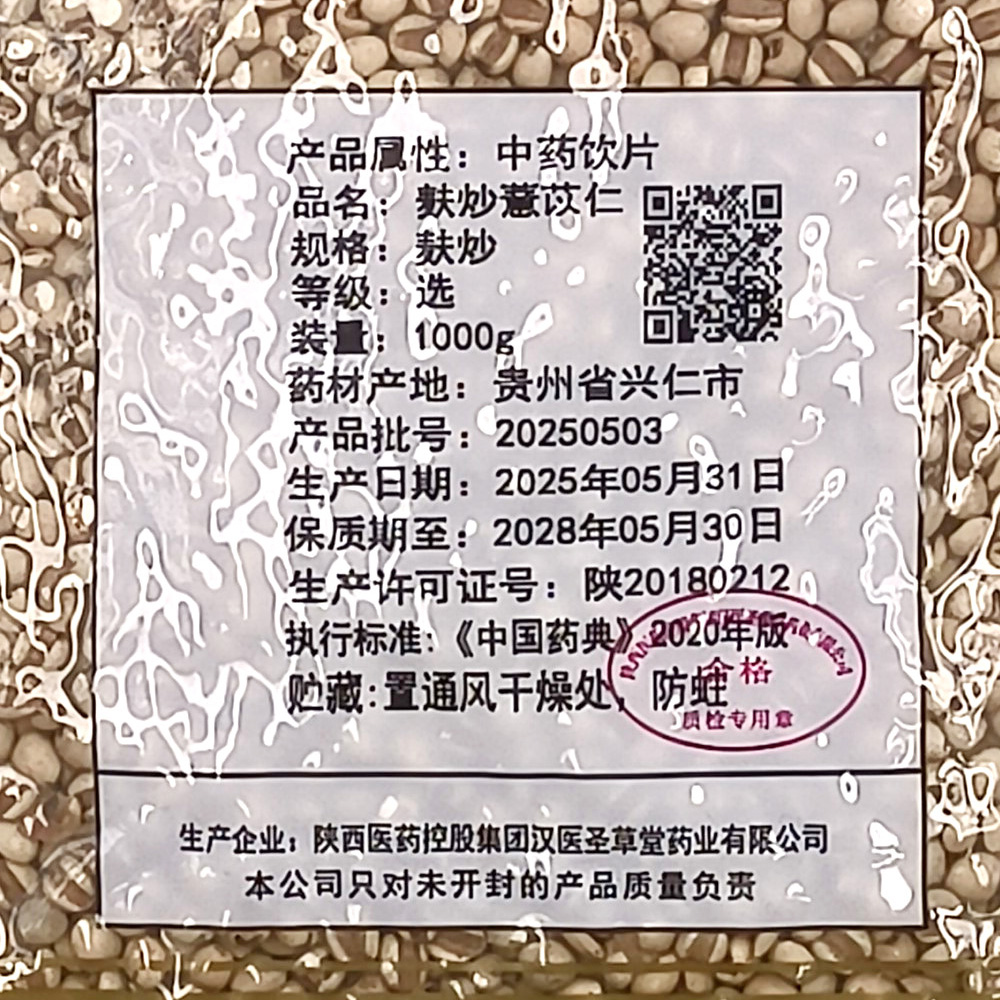 产品属性：中药饮片
品名：麸炒薏苡仁
规格：麸炒
等级：选
装量：1000g
药材产地：贵州省兴仁市
产品批号：20250503
生产日期：2025年05月31日
保质期至：2028年05月30日
生产许可证号：陕20180212
执行标准：《中国药典》2020年版
贮藏：置通风干燥处，防蛀
合格
质检专用章
生产企业：陕西医药控股集团汉医圣草堂药业有限公司
本公司只对未开封的产品质量负责